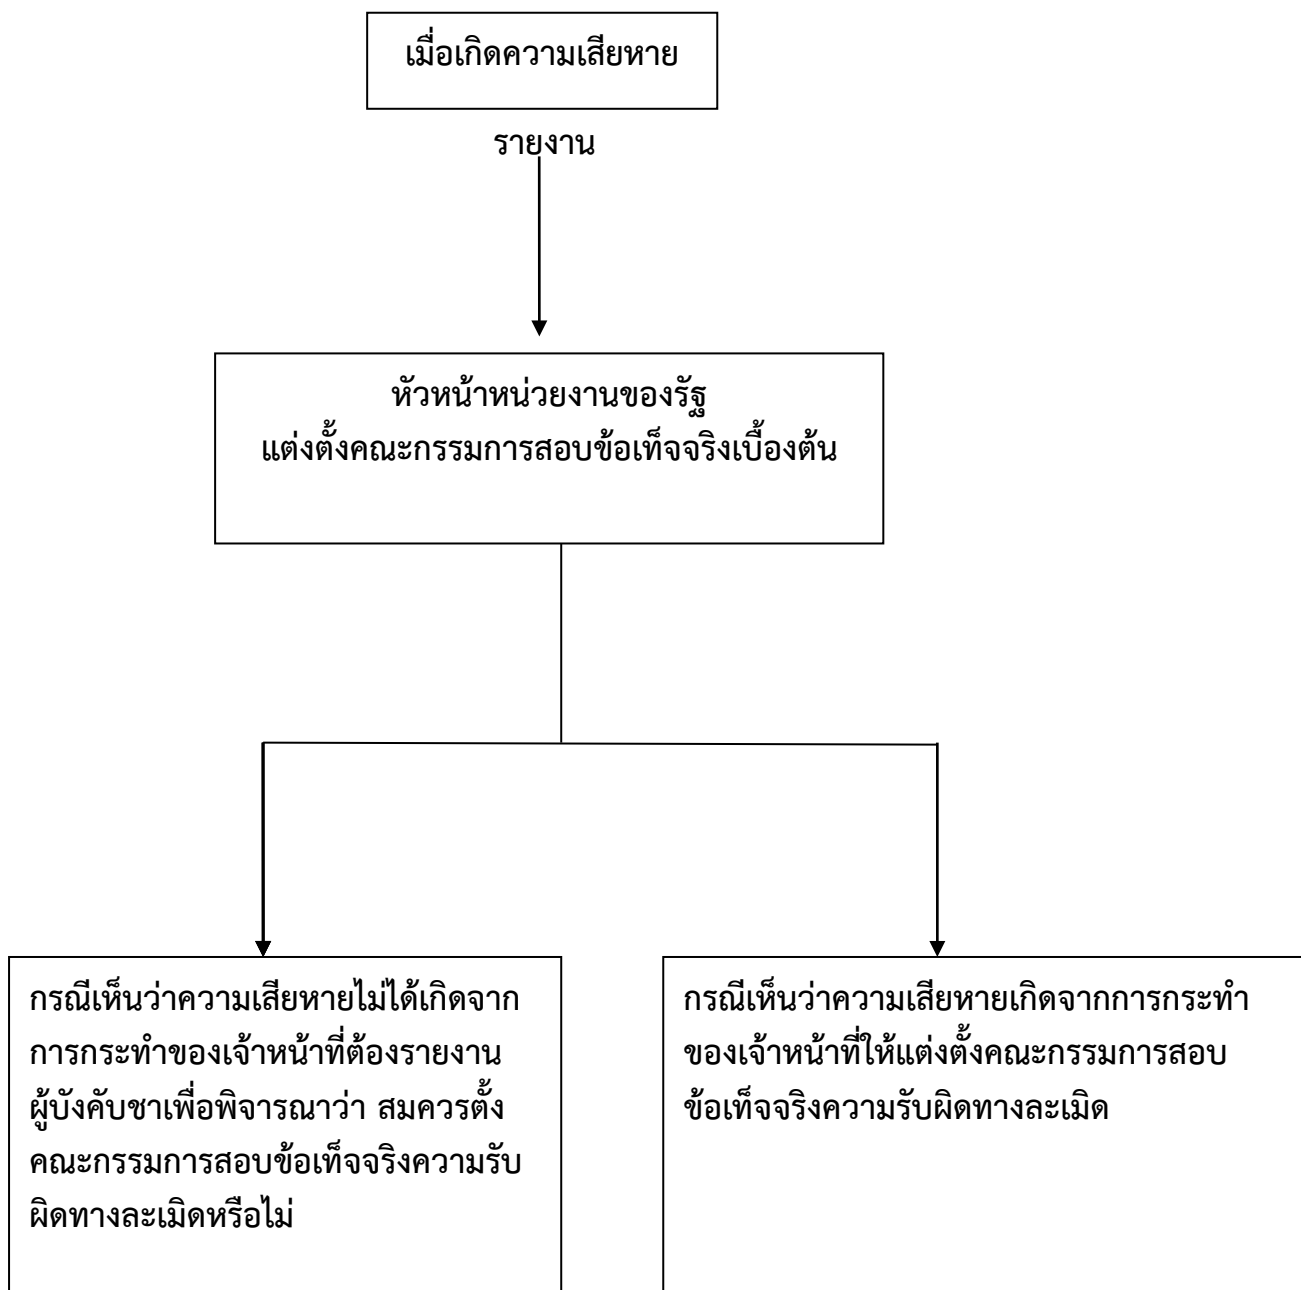 เมื่อเกิดความเสียหาย
รายงาน
หัวหน้าหน่วยงานของรัฐ
แต่งตั้งคณะกรรมการสอบข้อเท็จจริงเบื้องต้น
กรณีเห็นว่าความเสียหายไม่ได้เกิดจาก
การกระทำของเจ้าหน้าที่ต้องรายงาน
ผู้บังคับชาเพื่อพิจารณาว่า สมควรตั้ง
คณะกรรมการสอบข้อเท็จจริงความรับ
ผิดทางละเมิดหรือไม่
กรณีเห็นว่าความเสียหายเกิดจากการกระทำ
ของเจ้าหน้าที่ให้แต่งตั้งคณะกรรมการสอบ
ข้อเท็จจริงความรับผิดทางละเมิด